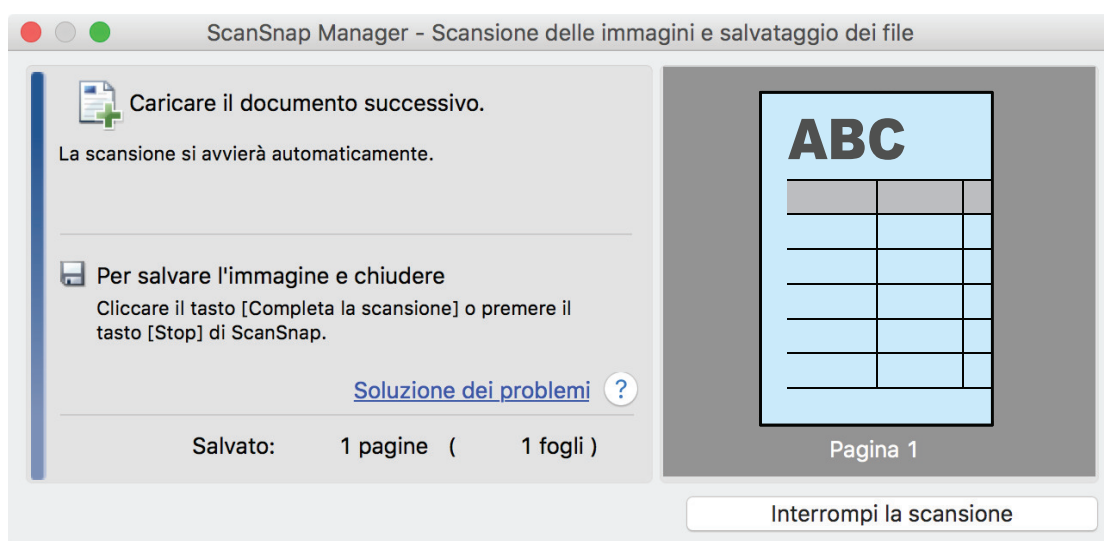 ScanSnap Manager - Scansione delle immagini e salvataggio dei file
Caricare il documento successivo.
La scansione si avvierà automaticamente.
Per salvare l'immagine e chiudere
Cliccare il tasto [Completa la scansione] o premere il
tasto [Stop] di ScanSnap.
Soluzione dei problemi ?
Salvato: 1 pagine ( 1 fogli )
ABC
Pagina 1
Interrompi la scansione